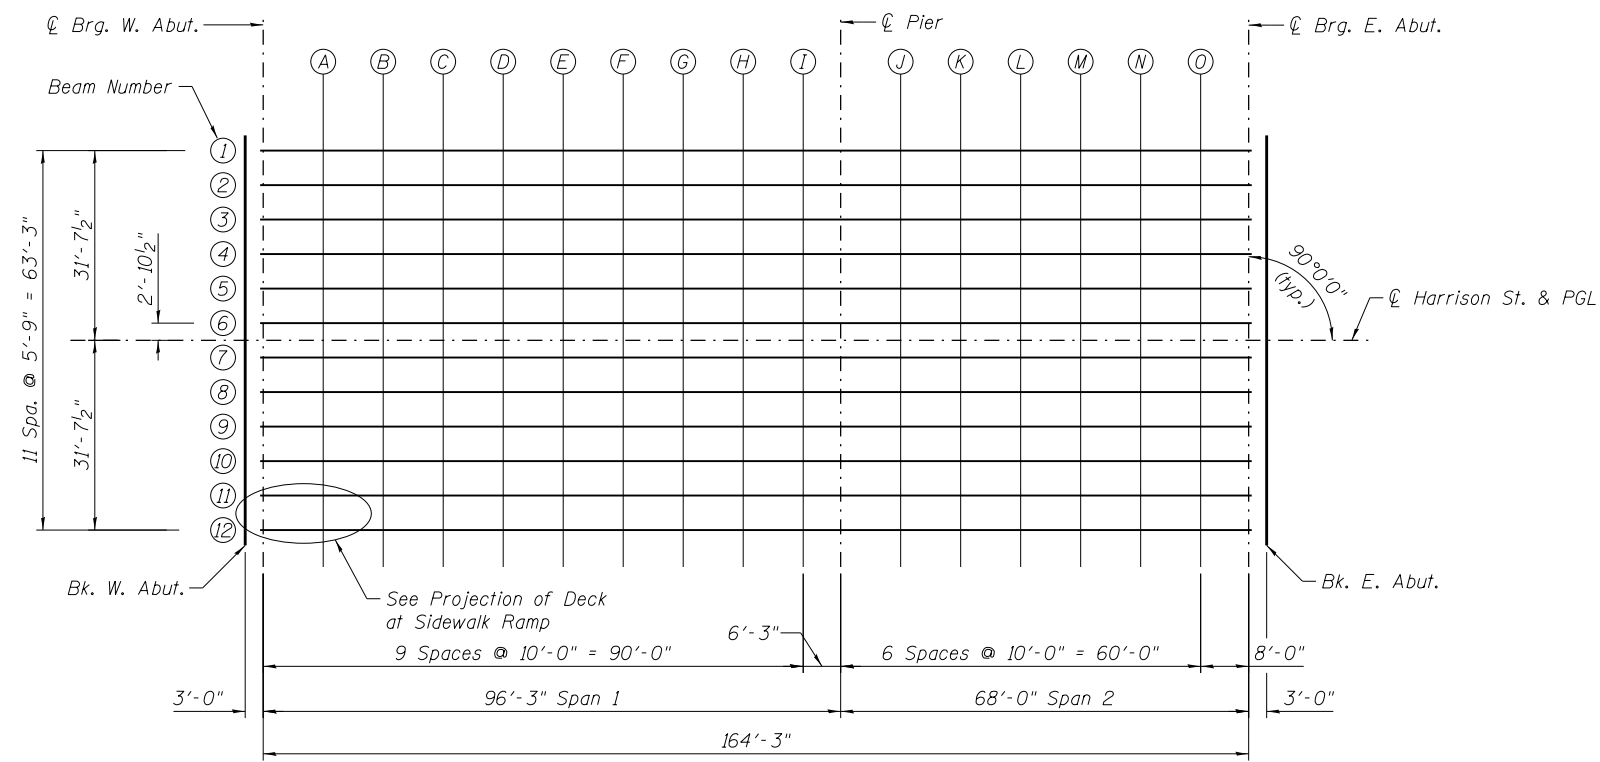 ℄ Brg. W. Abut.
℄ Pier
℄ Brg. E. Abut.
A B C D E F G H I J K L M N O
Beam Number
1
2
3
4
5
6
7
8
9
10
11
12
11 Spa. @ 5'-9" = 63'-3"
31'-7½"
31'-7½"
2'-10½"
90°0'0"
(typ.)
℄ Harrison St. & PGL
Bk. W. Abut.
Bk. E. Abut.
See Projection of Deck
at Sidewalk Ramp
6'-3"
9 Spaces @ 10'-0" = 90'-0"
6 Spaces @ 10'-0" = 60'-0"
8'-0"
3'-0"
96'-3" Span 1
68'-0" Span 2
3'-0"
164'-3"